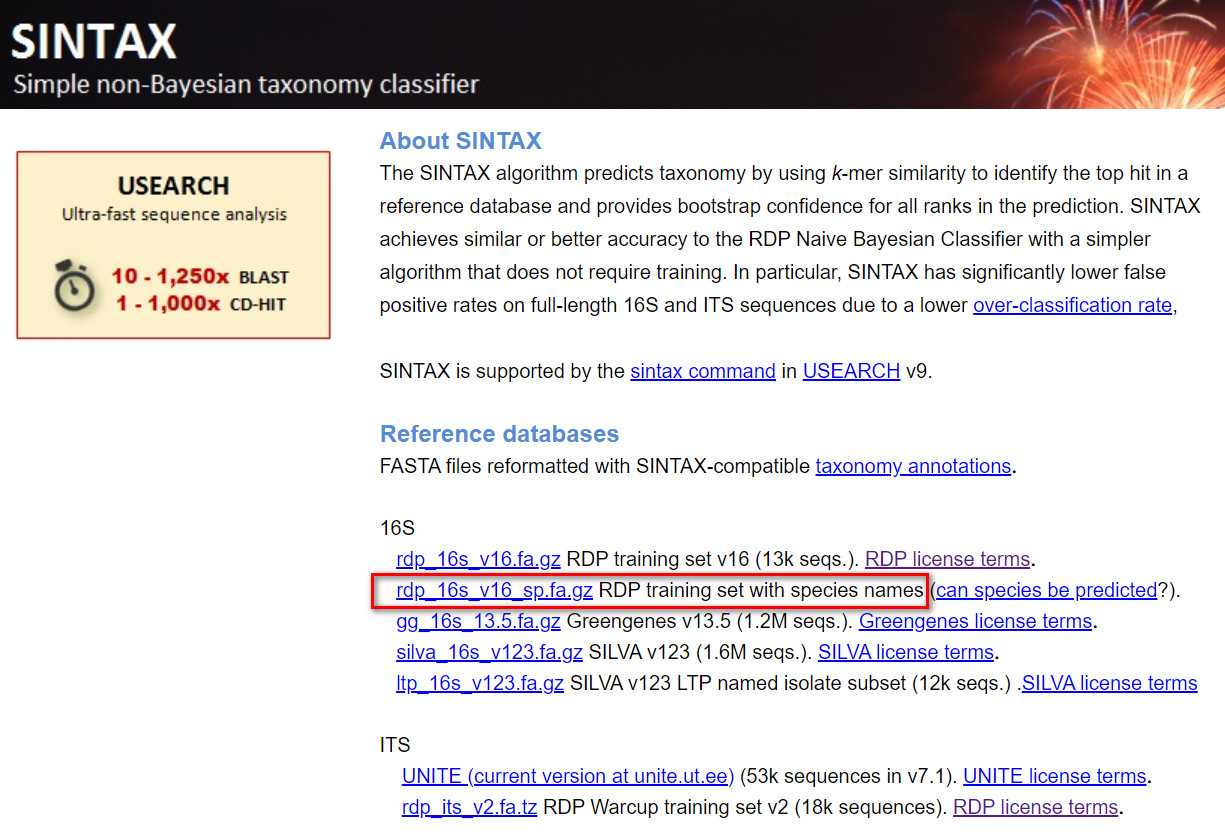 SINTAX
Simple non-Bayesian taxonomy classifier
USEARCH
Ultra-fast sequence analysis
10 - 1,250x BLAST
1 - 1,000x CD-HIT
About SINTAX
The SINTAX algorithm predicts taxonomy by using k-mer similarity to identify the top hit in a
reference database and provides bootstrap confidence for all ranks in the prediction. SINTAX
achieves similar or better accuracy to the RDP Naive Bayesian Classifier with a simpler
algorithm that does not require training. In particular, SINTAX has significantly lower false
positive rates on full-length 16S and ITS sequences due to a lower over-classification rate,
SINTAX is supported by the sintax command in USEARCH v9.
Reference databases
FASTA files reformatted with SINTAX-compatible taxonomy annotations.
16S
rdp_16s_v16.fa.gz RDP training set v16 (13k seqs.). RDP license terms.
rdp_16s_v16_sp.fa.gz RDP training set with species names (can species be predicted?).
gg_16s_13.5.fa.gz Greengenes v13.5 (1.2M seqs.). Greengenes license terms.
silva_16s_v123.fa.gz SILVA v123 (1.6M seqs.). SILVA license terms.
ltp_16s_v123.fa.gz SILVA v123 LTP named isolate subset (12k seqs.) .SILVA license terms
ITS
UNITE (current version at unite.ut.ee) (53k sequences in v7.1). UNITE license terms.
rdp_its_v2.fa.tz RDP Warcup training set v2 (18k sequences). RDP license terms.